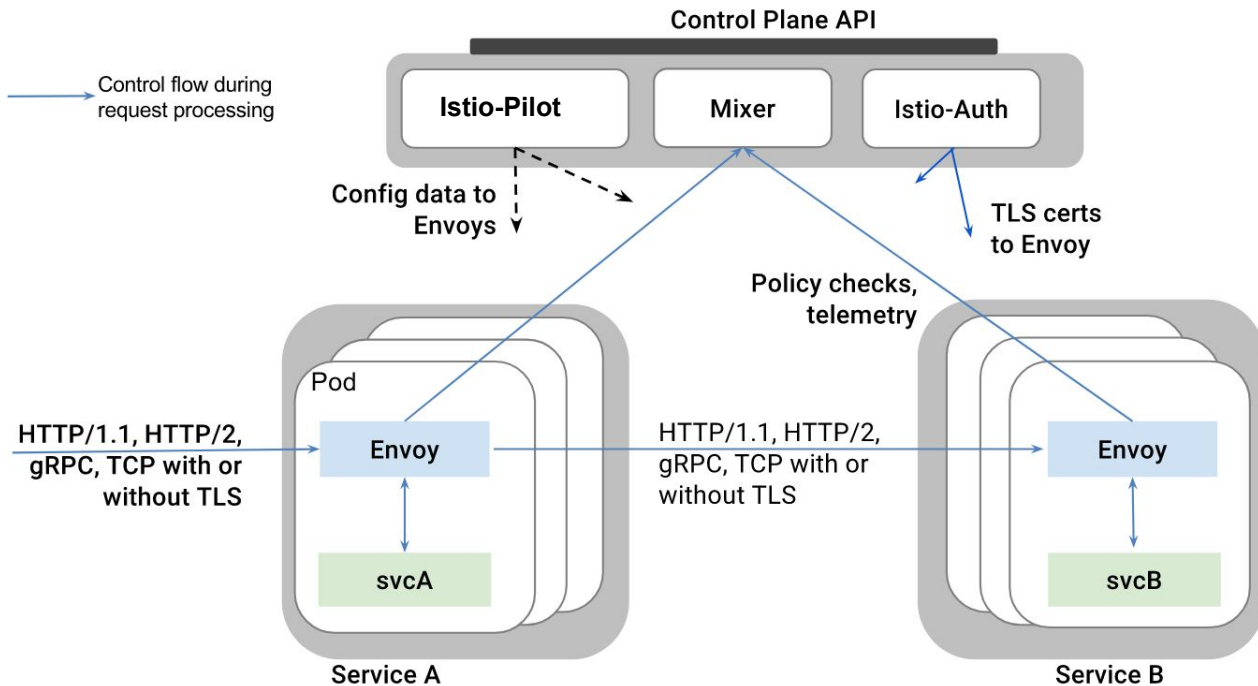 Control Plane API
Control flow during
request processing
Istio-Pilot
Mixer
Istio-Auth
Config data to
Envoys
TLS certs
to Envoy
Policy checks,
telemetry
Pod
HTTP/1.1, HTTP/2,
gRPC, TCP with or
without TLS
Envoy
HTTP/1.1, HTTP/2,
gRPC, TCP with or
without TLS
Envoy
svcA
svcB
Service A
Service B